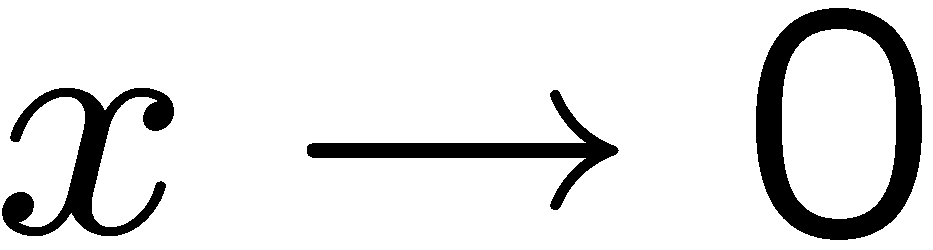 x → 0